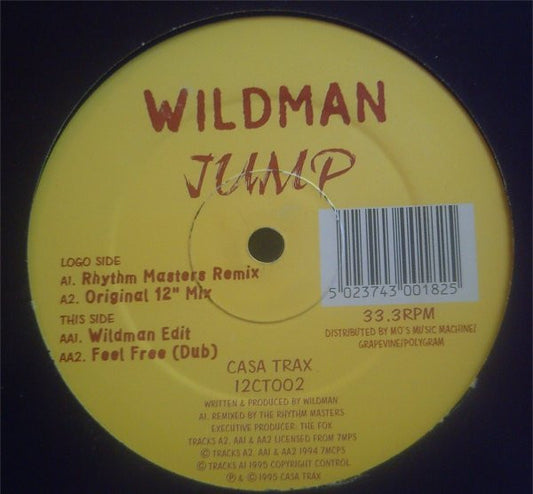 WILDMAN
JUMP
LOGO SIDE
A1. Rhythm Masters Remix
A2. Original 12" Mix
THIS SIDE
AA1. Wildman Edit
AA2. Feel Free (Dub)
5 023743 001825
33.3RPM
DISTRIBUTED BY MO'S MUSIC MACHINE/
GRAPEVINE/POLYGRAM
CASA TRAX
12CT002
WRITTEN & PRODUCED BY WILDMAN
A1. REMIXED BY THE RHYTHM MASTERS
EXECUTIVE PRODUCER: THE FOX
TRACKS A2. AA1 & AA2 LICENSED FROM 7MPS
© TRACKS A2. AA1 & AA2 1994 7MCPS
© TRACKS A1 1995 COPYRIGHT CONTROL
℗ & © 1995 CASA TRAX